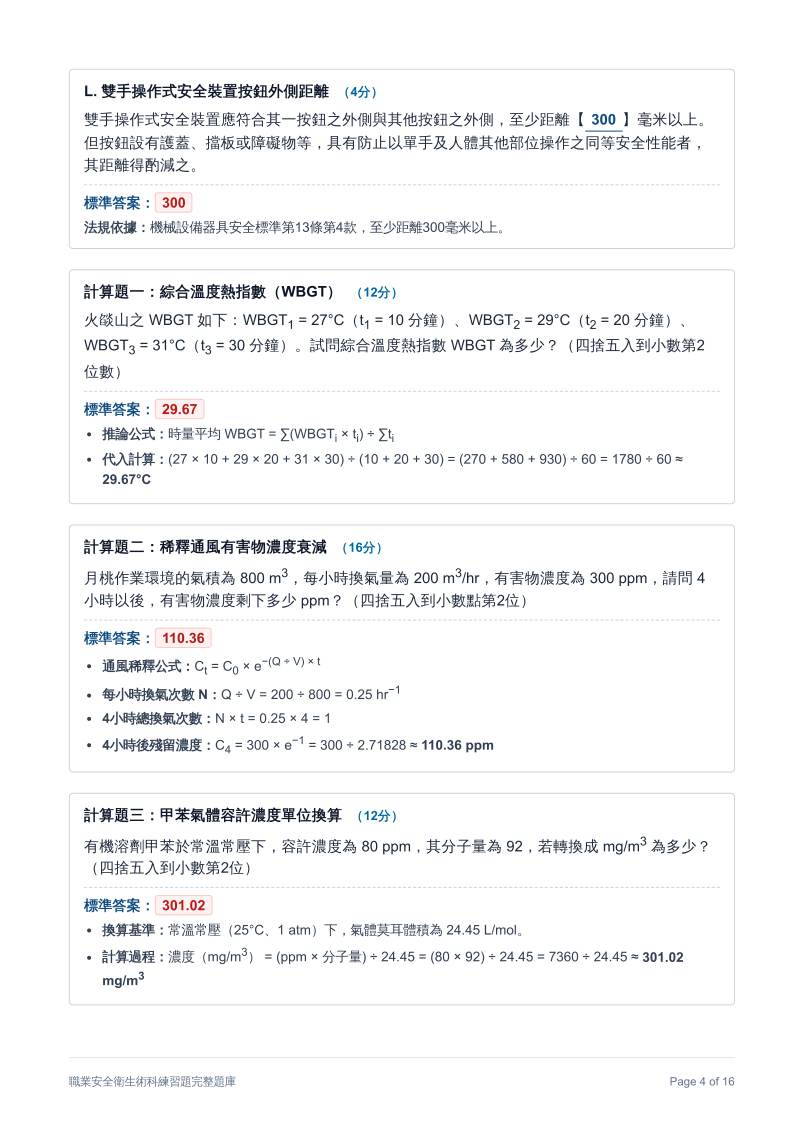 L. 雙手操作式安全裝置按鈕外側距離 （4分）
雙手操作式安全裝置應符合其一按鈕之外側與其他按鈕之外側，至少距離【 300 】毫米以上。
但按鈕設有護蓋、擋板或障礙物等，具有防止以單手及人體其他部位操作之同等安全性能者，
其距離得酌減之。
標準答案： 300
法規依據：機械設備器具安全標準第13條第4款，至少距離300毫米以上。
計算題一：綜合溫度熱指數（WBGT） （12分）
火燄山之 WBGT 如下：WBGT₁ = 27°C（t₁ = 10 分鐘）、WBGT₂ = 29°C（t₂ = 20 分鐘）、
WBGT₃ = 31°C（t₃ = 30 分鐘）。試問綜合溫度熱指數 WBGT 為多少？（四捨五入到小數第2
位數）
標準答案： 29.67
• 推論公式：時量平均 WBGT = ∑(WBGTᵢ × tᵢ) ÷ ∑tᵢ
• 代入計算：(27 × 10 + 29 × 20 + 31 × 30) ÷ (10 + 20 + 30) = (270 + 580 + 930) ÷ 60 = 1780 ÷ 60 ≈
29.67°C
計算題二：稀釋通風有害物濃度衰減 （16分）
月桃作業環境的氣積為 800 m³，每小時換氣量為 200 m³/hr，有害物濃度為 300 ppm，請問 4
小時以後，有害物濃度剩下多少 ppm？（四捨五入到小數點第2位）
標準答案： 110.36
• 通風稀釋公式：Cₜ = C₀ × e^−(Q ÷ V) × t
• 每小時換氣次數 N：Q ÷ V = 200 ÷ 800 = 0.25 hr⁻¹
• 4小時總換氣次數：N × t = 0.25 × 4 = 1
• 4小時後殘留濃度：C₄ = 300 × e⁻¹ = 300 ÷ 2.71828 ≈ 110.36 ppm
計算題三：甲苯氣體容許濃度單位換算 （12分）
有機溶劑甲苯於常溫常壓下，容許濃度為 80 ppm，其分子量為 92，若轉換成 mg/m³ 為多少？
（四捨五入到小數第2位）
標準答案： 301.02
• 換算基準：常溫常壓（25°C、1 atm）下，氣體莫耳體積為 24.45 L/mol。
• 計算過程：濃度（mg/m³） = (ppm × 分子量) ÷ 24.45 = (80 × 92) ÷ 24.45 = 7360 ÷ 24.45 ≈ 301.02
mg/m³
職業安全衛生術科練習題完整題庫
Page 4 of 16